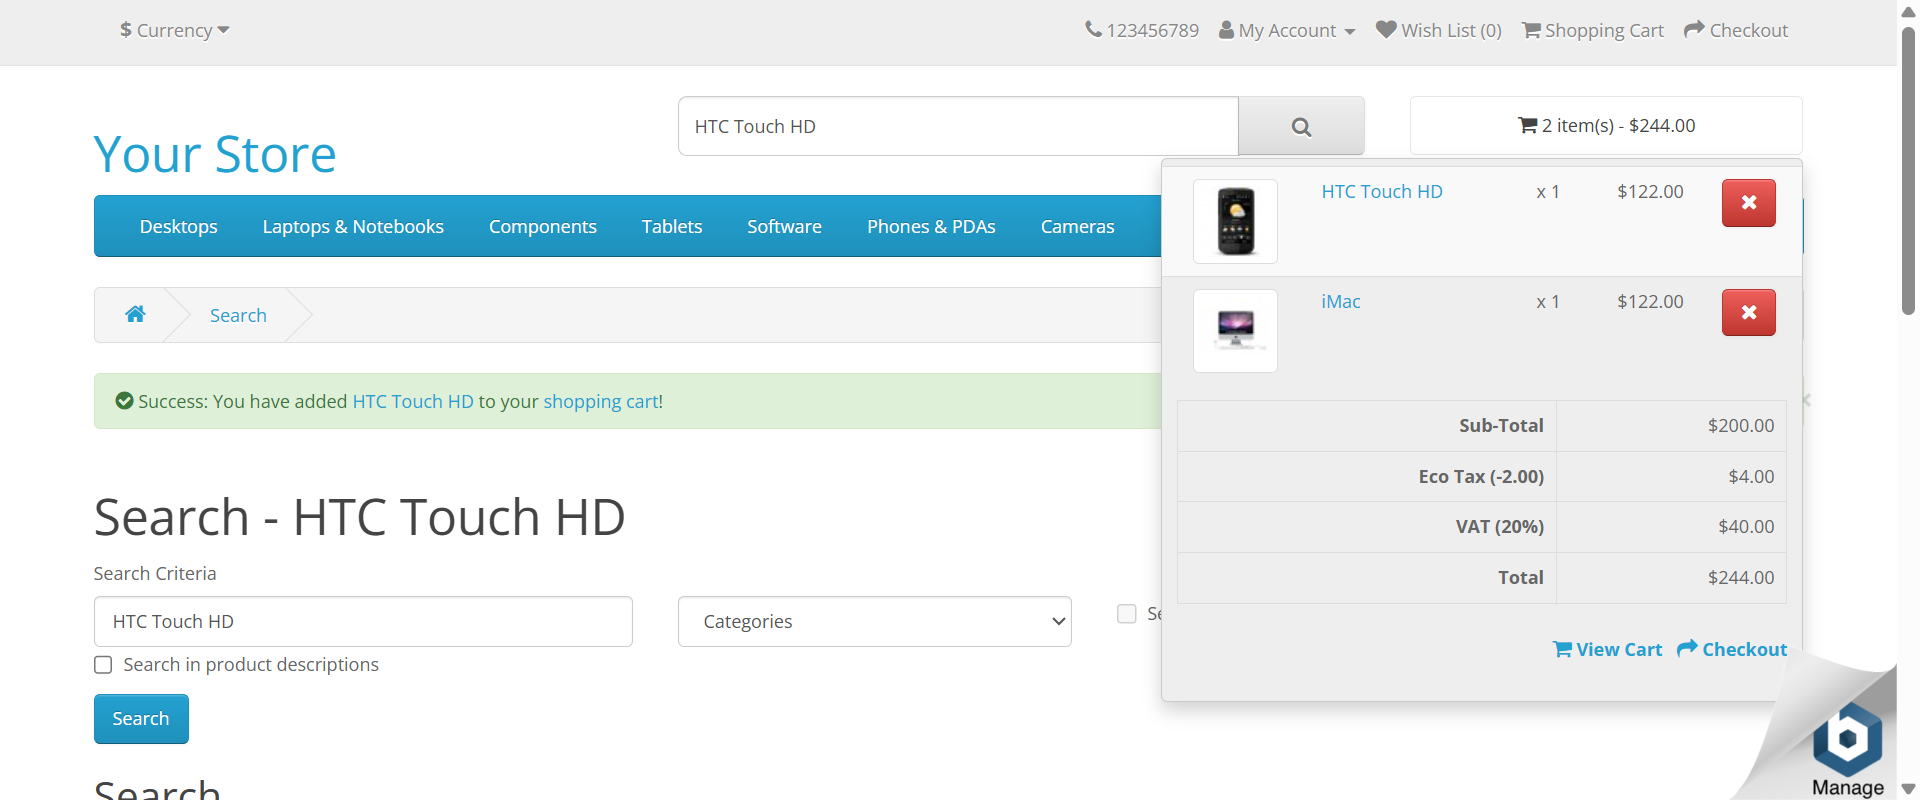 $ Currency
123456789 My Account Wish List (0) Shopping Cart Checkout
Your Store
HTC Touch HD
2 item(s) - $244.00
Desktops Laptops & Notebooks Components Tablets Software Phones & PDAs Cameras
HTC Touch HD x 1 $122.00
iMac x 1 $122.00
Sub-Total $200.00
Eco Tax (-2.00) $4.00
VAT (20%) $40.00
Total $244.00
View Cart Checkout
Search
Success: You have added HTC Touch HD to your shopping cart!
Search - HTC Touch HD
Search Criteria
HTC Touch HD
Categories
Search in product descriptions
Search
Search
Manage